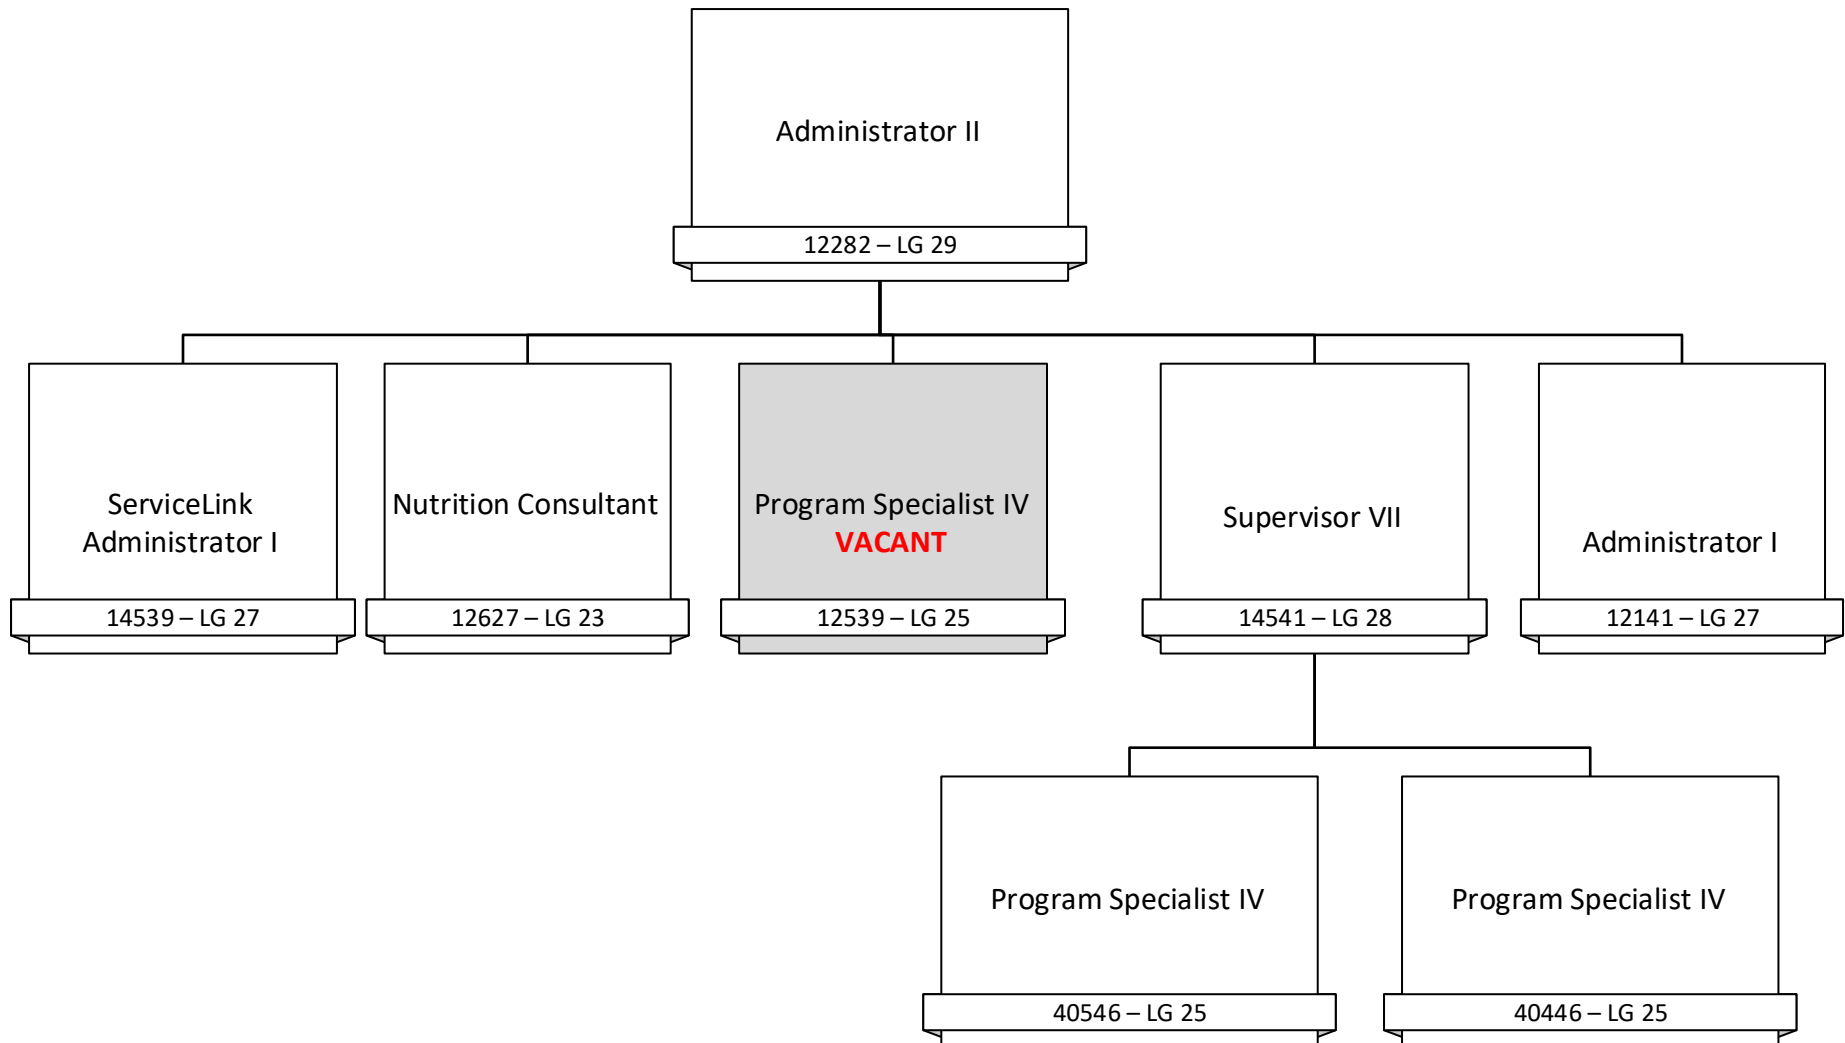 Administrator II
12282 – LG 29
ServiceLink
Administrator I
14539 – LG 27
Nutrition Consultant
12627 – LG 23
Program Specialist IV
VACANT
12539 – LG 25
Supervisor VII
14541 – LG 28
Administrator I
12141 – LG 27
Program Specialist IV
40546 – LG 25
Program Specialist IV
40446 – LG 25